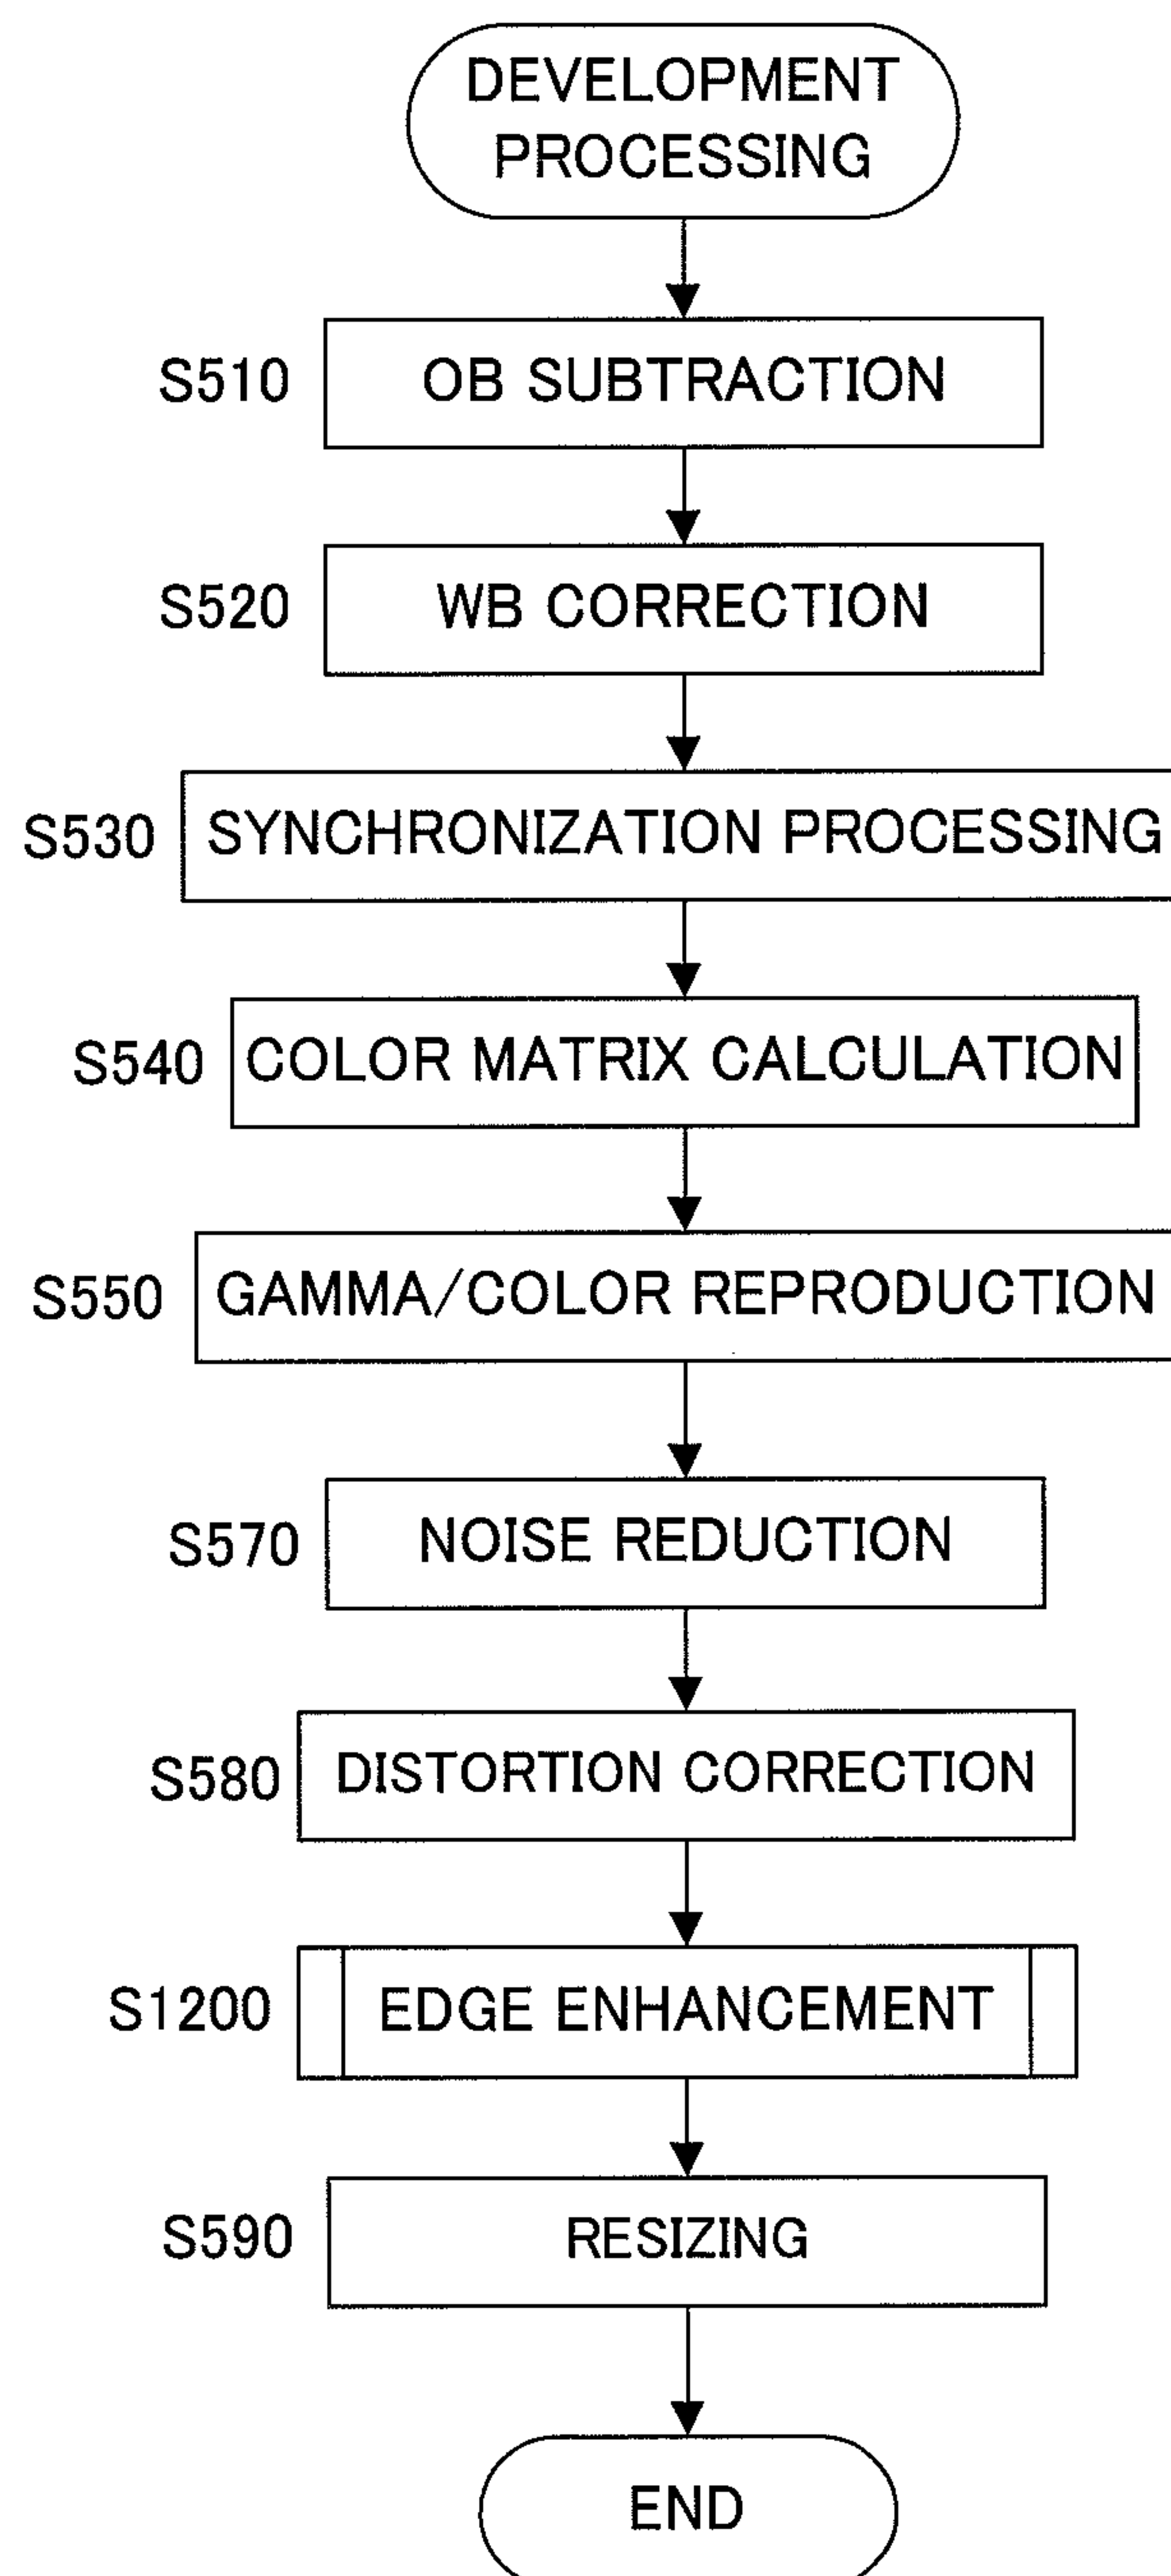 DEVELOPMENT
PROCESSING
S510 OB SUBTRACTION
S520 WB CORRECTION
S530 SYNCHRONIZATION PROCESSING
S540 COLOR MATRIX CALCULATION
S550 GAMMA/COLOR REPRODUCTION
S570 NOISE REDUCTION
S580 DISTORTION CORRECTION
S1200 EDGE ENHANCEMENT
S590 RESIZING
END